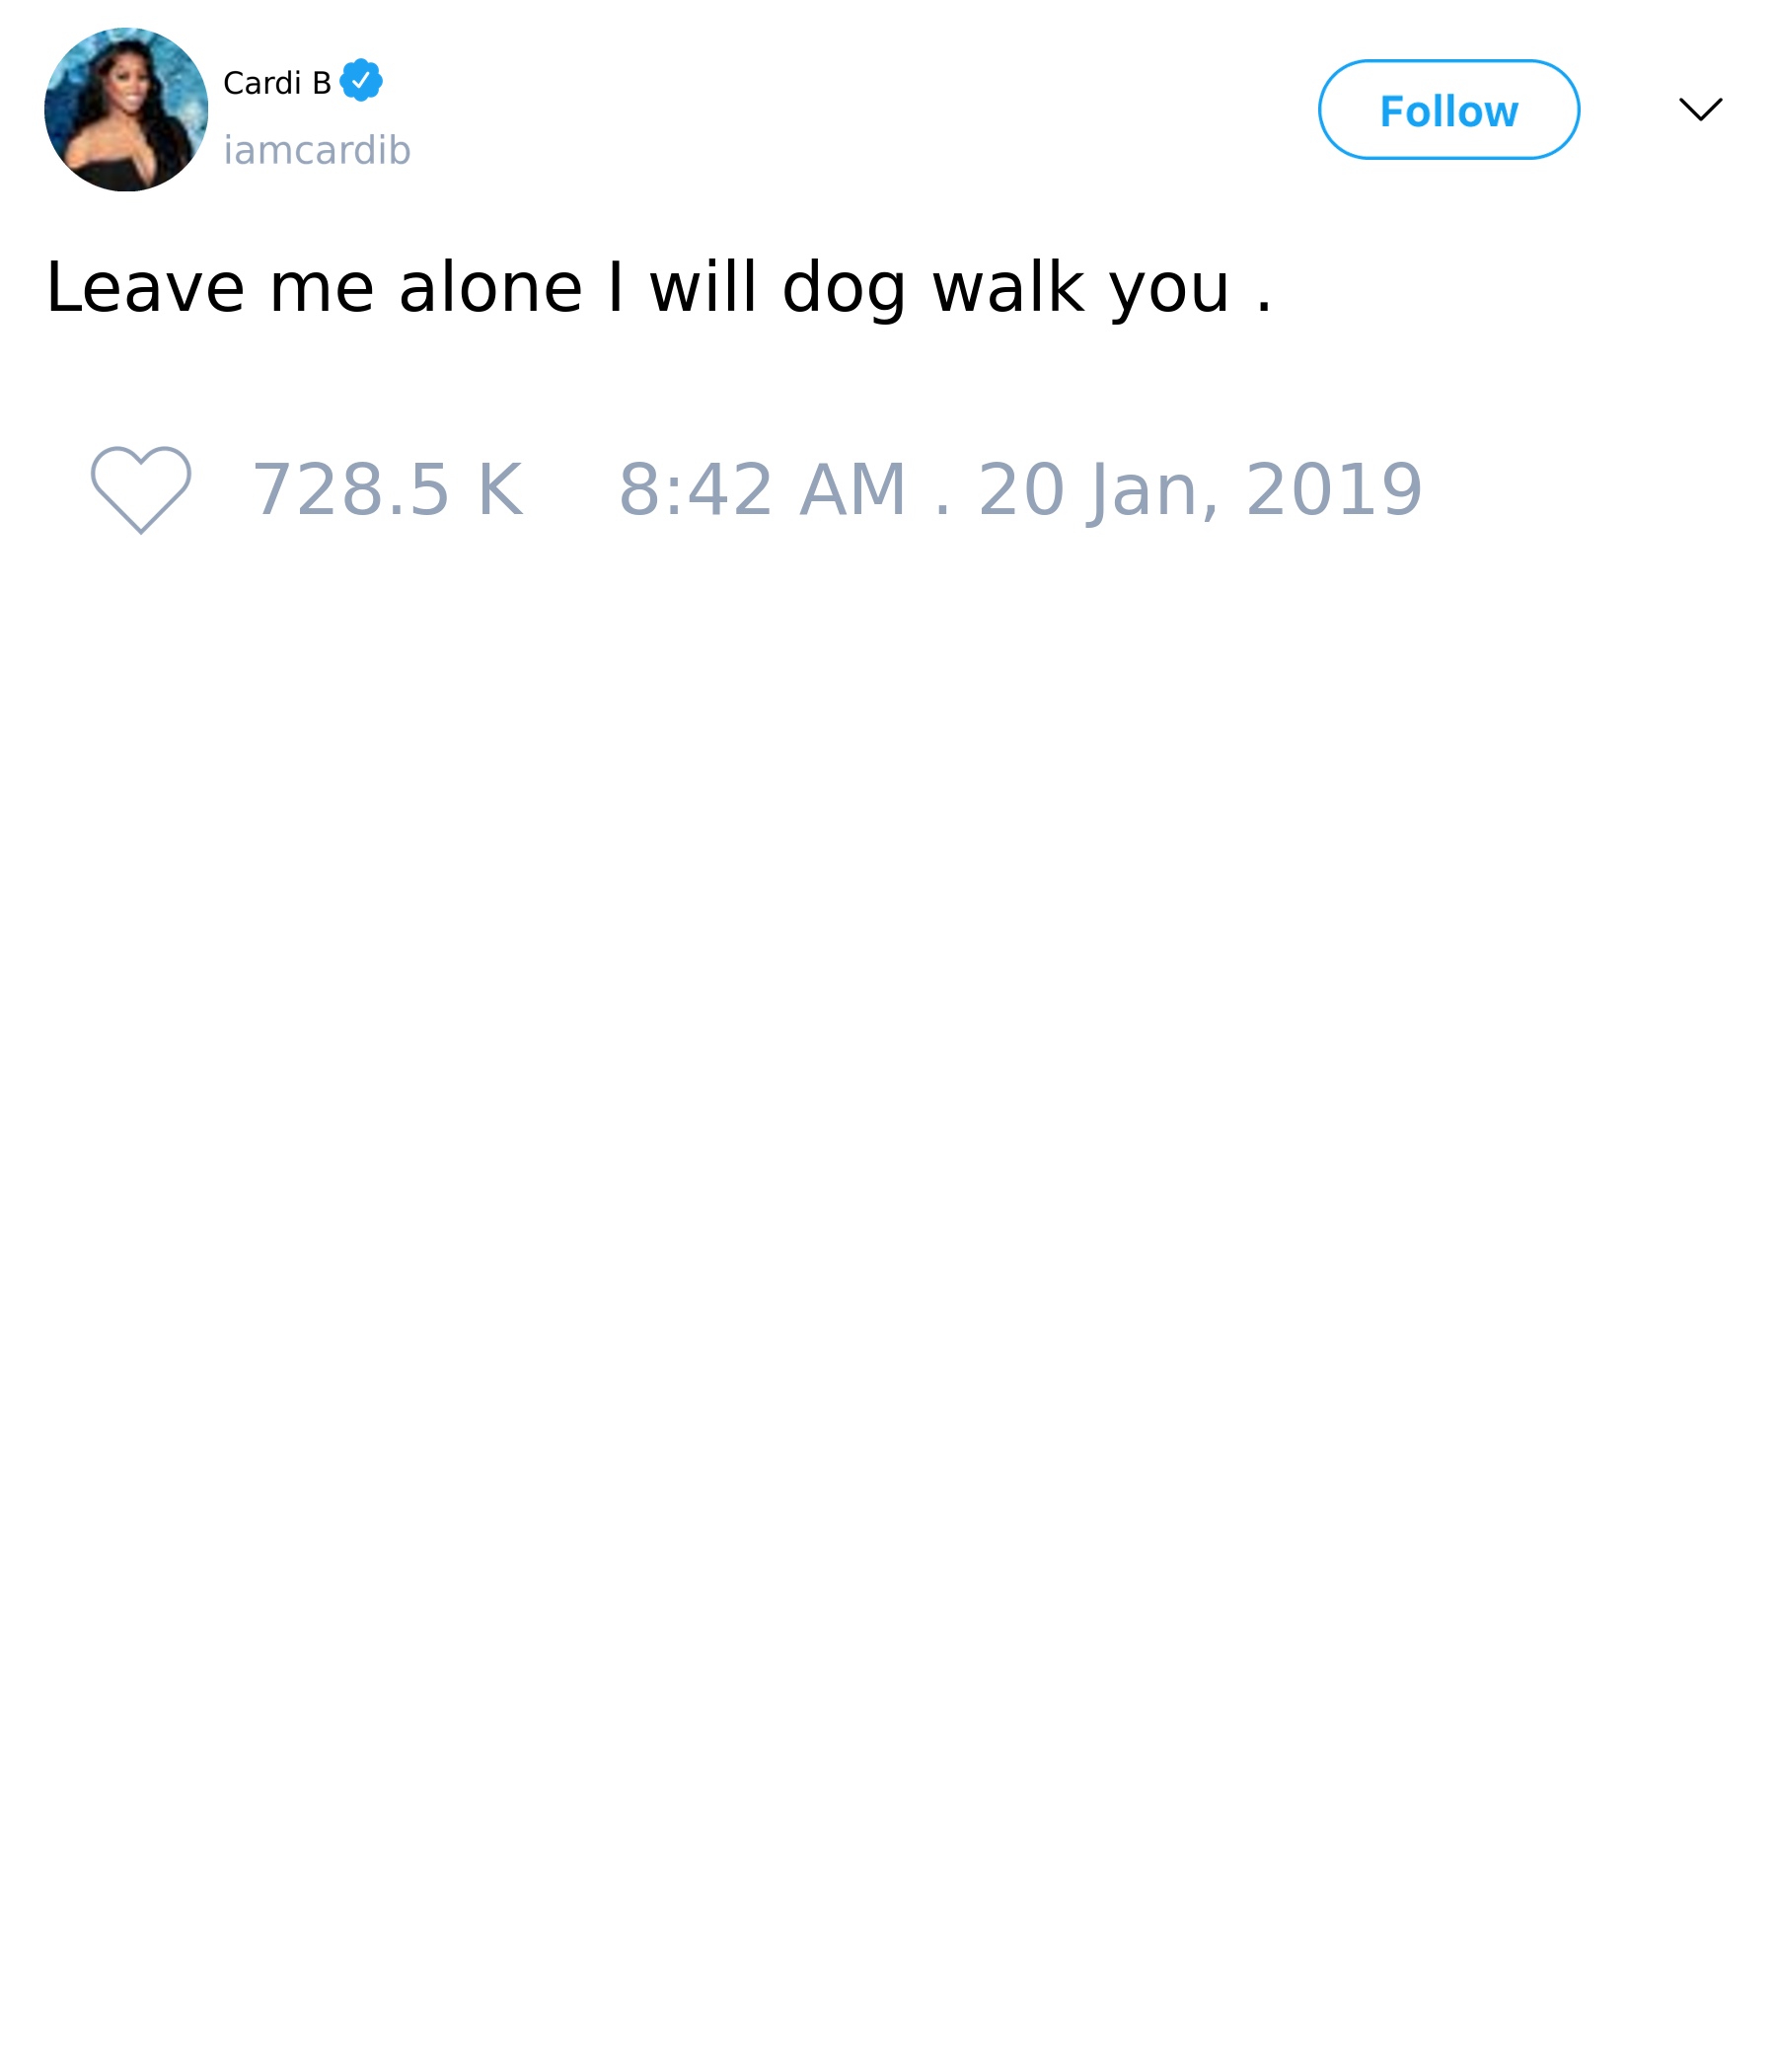 Cardi B
iamcardib
Follow
Leave me alone I will dog walk you .
728.5 K 8:42 AM . 20 Jan, 2019